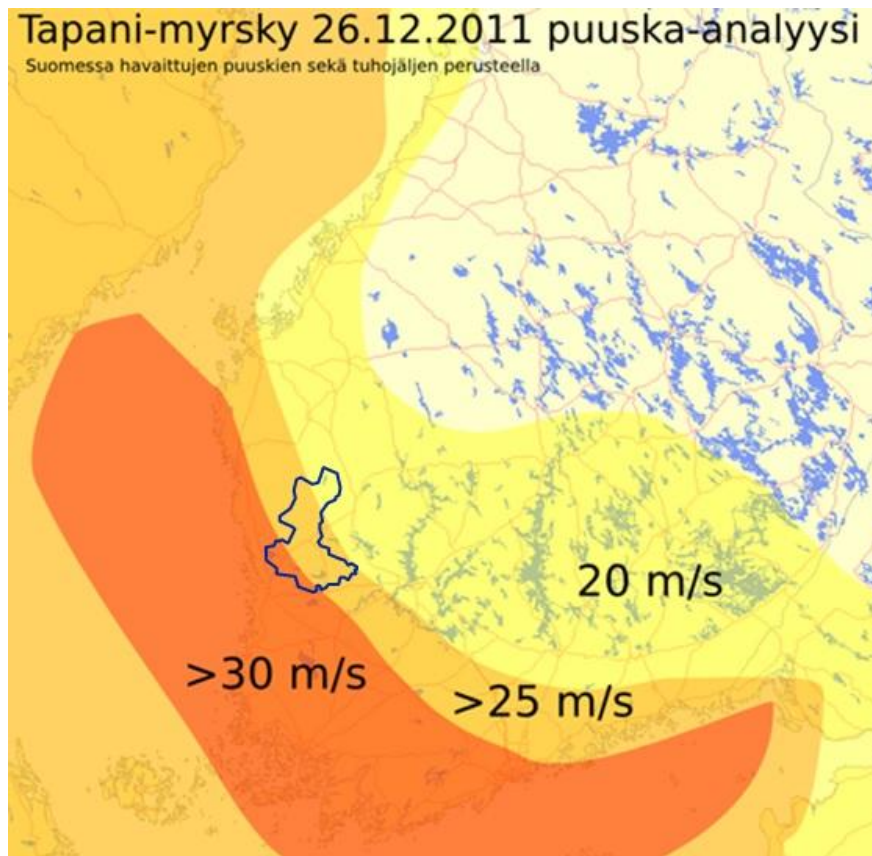 Tapani-myrsky 26.12.2011 puuska-analyysi
Suomessa havaittujen puuskien sekä tuhojäljen perusteella
20 m/s
>30 m/s
>25 m/s